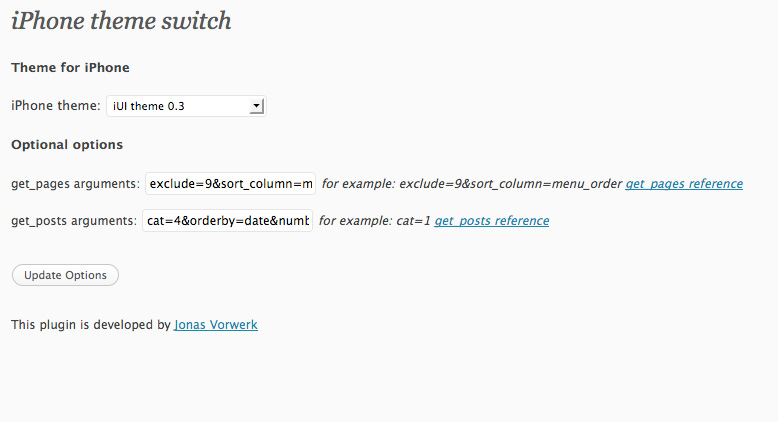 iPhone theme switch
Theme for iPhone
iPhone theme: iUI theme 0.3
Optional options
get_pages arguments: exclude=9&sort_column=m for example: exclude=9&sort_column=menu_order get_pages reference
get_posts arguments: cat=4&orderby=date&numb for example: cat=1 get_posts reference
Update Options
This plugin is developed by Jonas Vorwerk